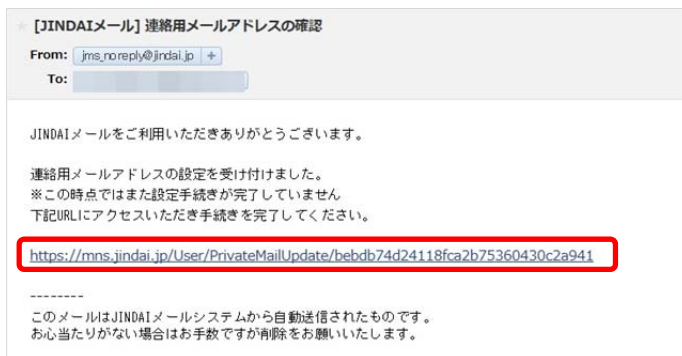 [JINDAIメール] 連絡用メールアドレスの確認
From: jms_noreply@jindai.jp +
To:
JINDAIメールをご利用いただきありがとうございます。
連絡用メールアドレスの設定を受け付けました。
※この時点ではまた設定手続きが完了していません
下記URLにアクセスいただき手続きを完了してください。
https://mns.jindai.jp/User/PrivateMailUpdate/bebdb74d24118fca2b75360430c2a941
--------
このメールはJINDAIメールシステムから自動送信されたものです。
お心当たりがない場合はお手数ですが削除をお願いいたします。